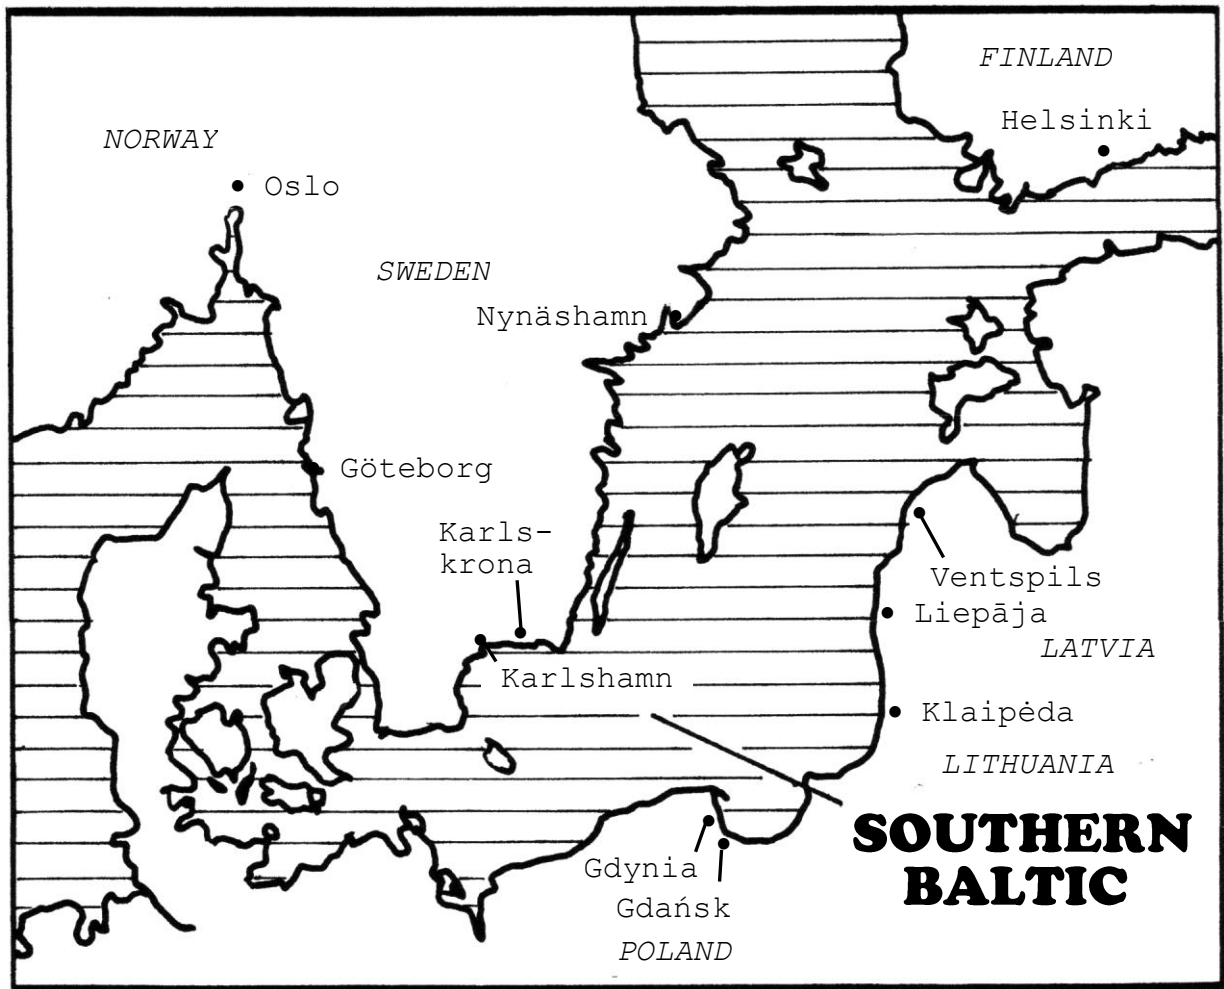 FINLAND
Helsinki
NORWAY
Oslo
SWEDEN
Nynäshamn
Göteborg
Karls-
krona
Ventspils
Liepāja
LATVIA
Karlshamn
Klaipėda
LITHUANIA
SOUTHERN
BALTIC
Gdynia
Gdańsk
POLAND